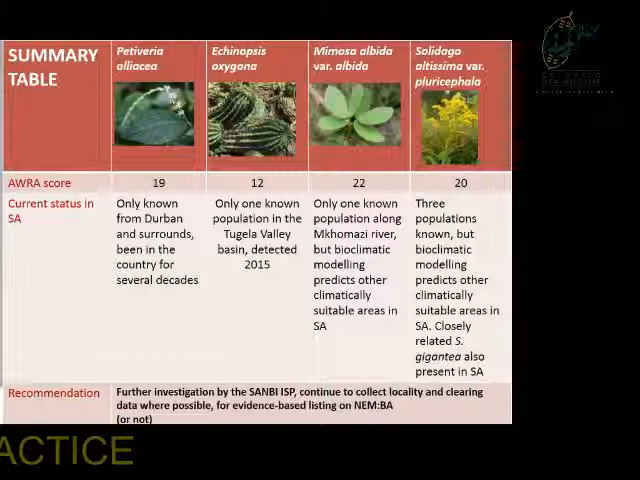 SUMMARY
TABLE
Petiveria
alliacea
Echinopsis
oxygona
Mimosa albida
var. albida
Solidago
altissima var.
pluricephala
AWRA score
19
12
22
20
Current status in
SA
Only known
from Durban
and surrounds,
been in the
country for
several decades
Only one known
population in the
Tugela Valley
basin, detected
2015
Only one known
population along
Mkhomazi river,
but bioclimatic
modelling
predicts other
climatically
suitable areas in
SA
Three
populations
known, but
bioclimatic
modelling
predicts other
climatically
suitable areas in
SA. Closely
related S.
gigantea also
present in SA
Recommendation
Further investigation by the SANBI ISP, continue to collect locality and clearing
data where possible, for evidence-based listing on NEM:BA
(or not)
ACTICE